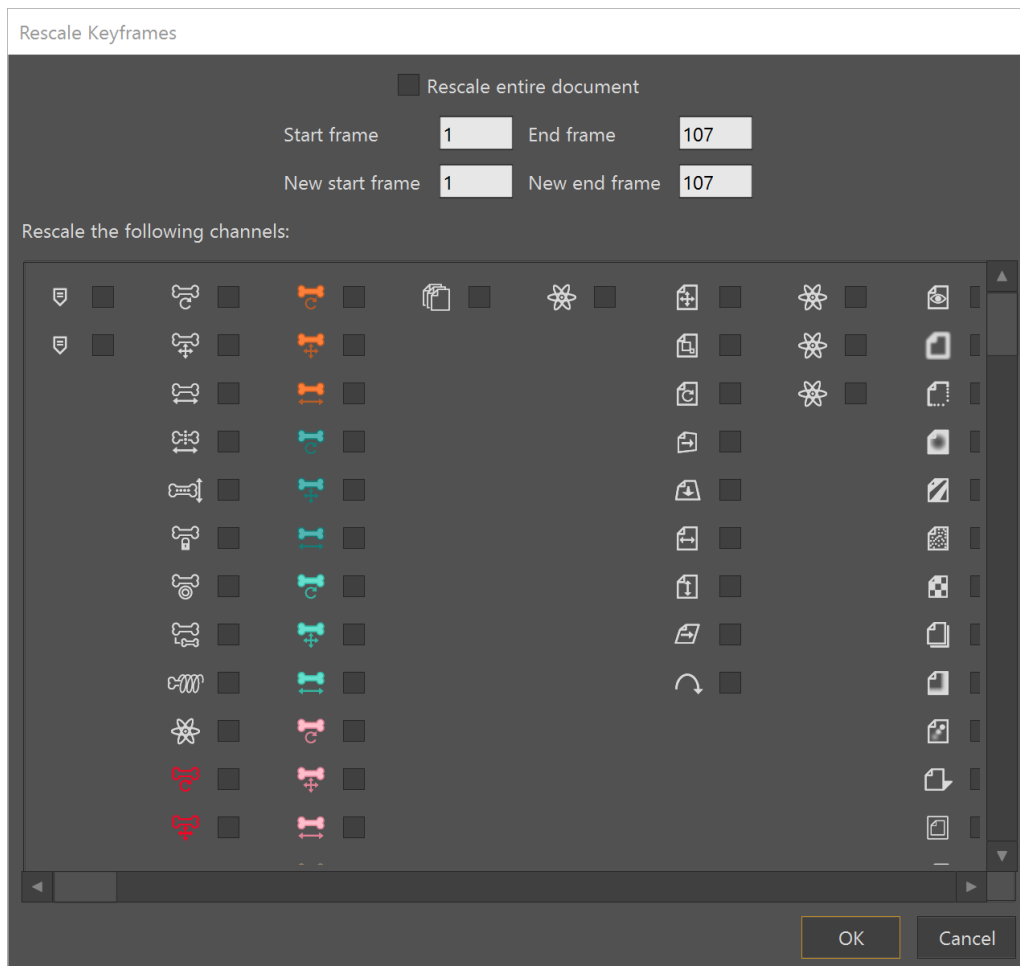 Rescale Keyframes
Rescale entire document
Start frame 1 End frame 107
New start frame 1 New end frame 107
Rescale the following channels:
OK Cancel